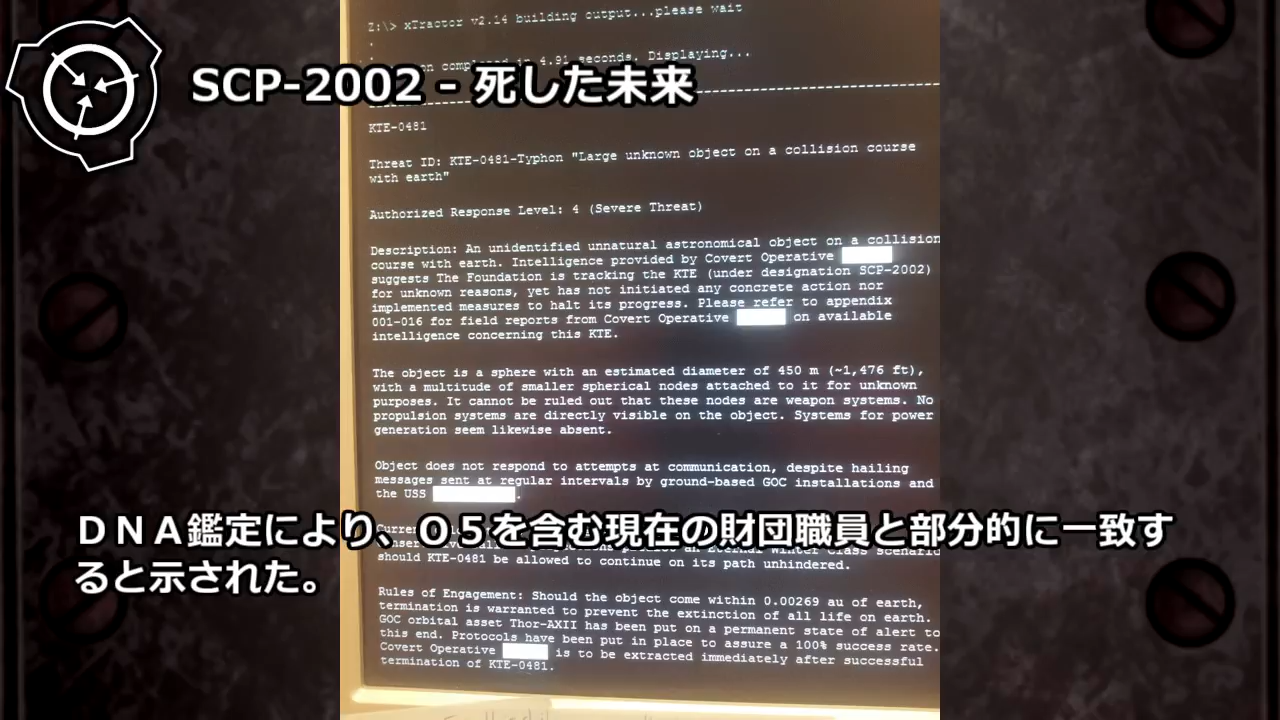 Z:\> xTractor v2.14 building output...please wait
SCP-2002 - 死した未来
4.91 seconds. Displaying...
KTE-0481
Threat ID: KTE-0481-Typhon "Large unknown object on a collision course
with earth"
Authorized Response Level: 4 (Severe Threat)
Description: An unidentified unnatural astronomical object on a collision
course with earth. Intelligence provided by Covert Operative
suggests The Foundation is tracking the KTE (under designation SCP-2002)
for unknown reasons, yet has not initiated any concrete action nor
implemented measures to halt its progress. Please refer to appendix
001-016 for field reports from Covert Operative on available
intelligence concerning this KTE.
The object is a sphere with an estimated diameter of 450 m (~1,476 ft),
with a multitude of smaller spherical nodes attached to it for unknown
purposes. It cannot be ruled out that these nodes are weapon systems. No
propulsion systems are directly visible on the object. Systems for power
generation seem likewise absent.
Object does not respond to attempts at communication, despite hailing
messages sent at regular intervals by ground-based GOC installations and
the USS .
ＤＮＡ鑑定により、Ｏ５を含む現在の財団職員と部分的に一致す
ると示された。
an Eternal Winter Class scenario
should KTE-0481 be allowed to continue on its path unhindered.
Rules of Engagement: Should the object come within 0.00269 au of earth,
termination is warranted to prevent the extinction of all life on earth.
GOC orbital asset Thor-AXII has been put on a permanent state of alert to
this end. Protocols have been put in place to assure a 100% success rate.
Covert Operative is to be extracted immediately after successful
termination of KTE-0481.